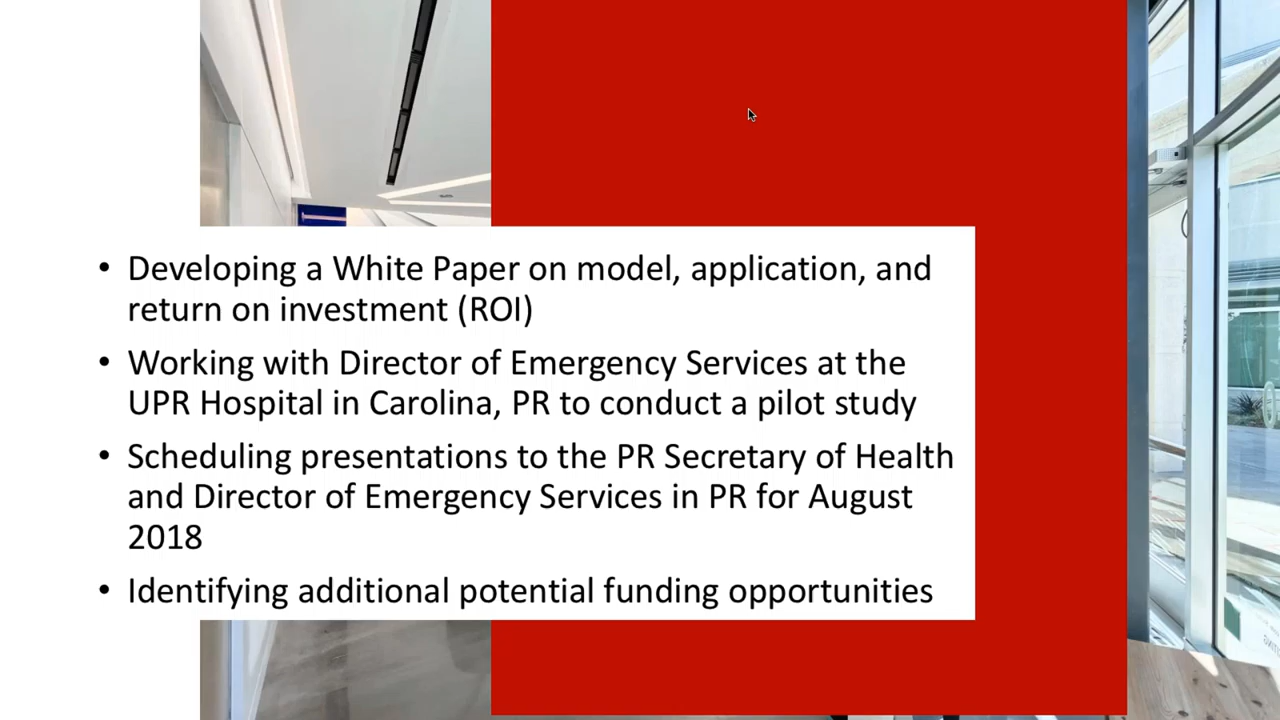 • Developing a White Paper on model, application, and
return on investment (ROI)
• Working with Director of Emergency Services at the
UPR Hospital in Carolina, PR to conduct a pilot study
• Scheduling presentations to the PR Secretary of Health
and Director of Emergency Services in PR for August
2018
• Identifying additional potential funding opportunities